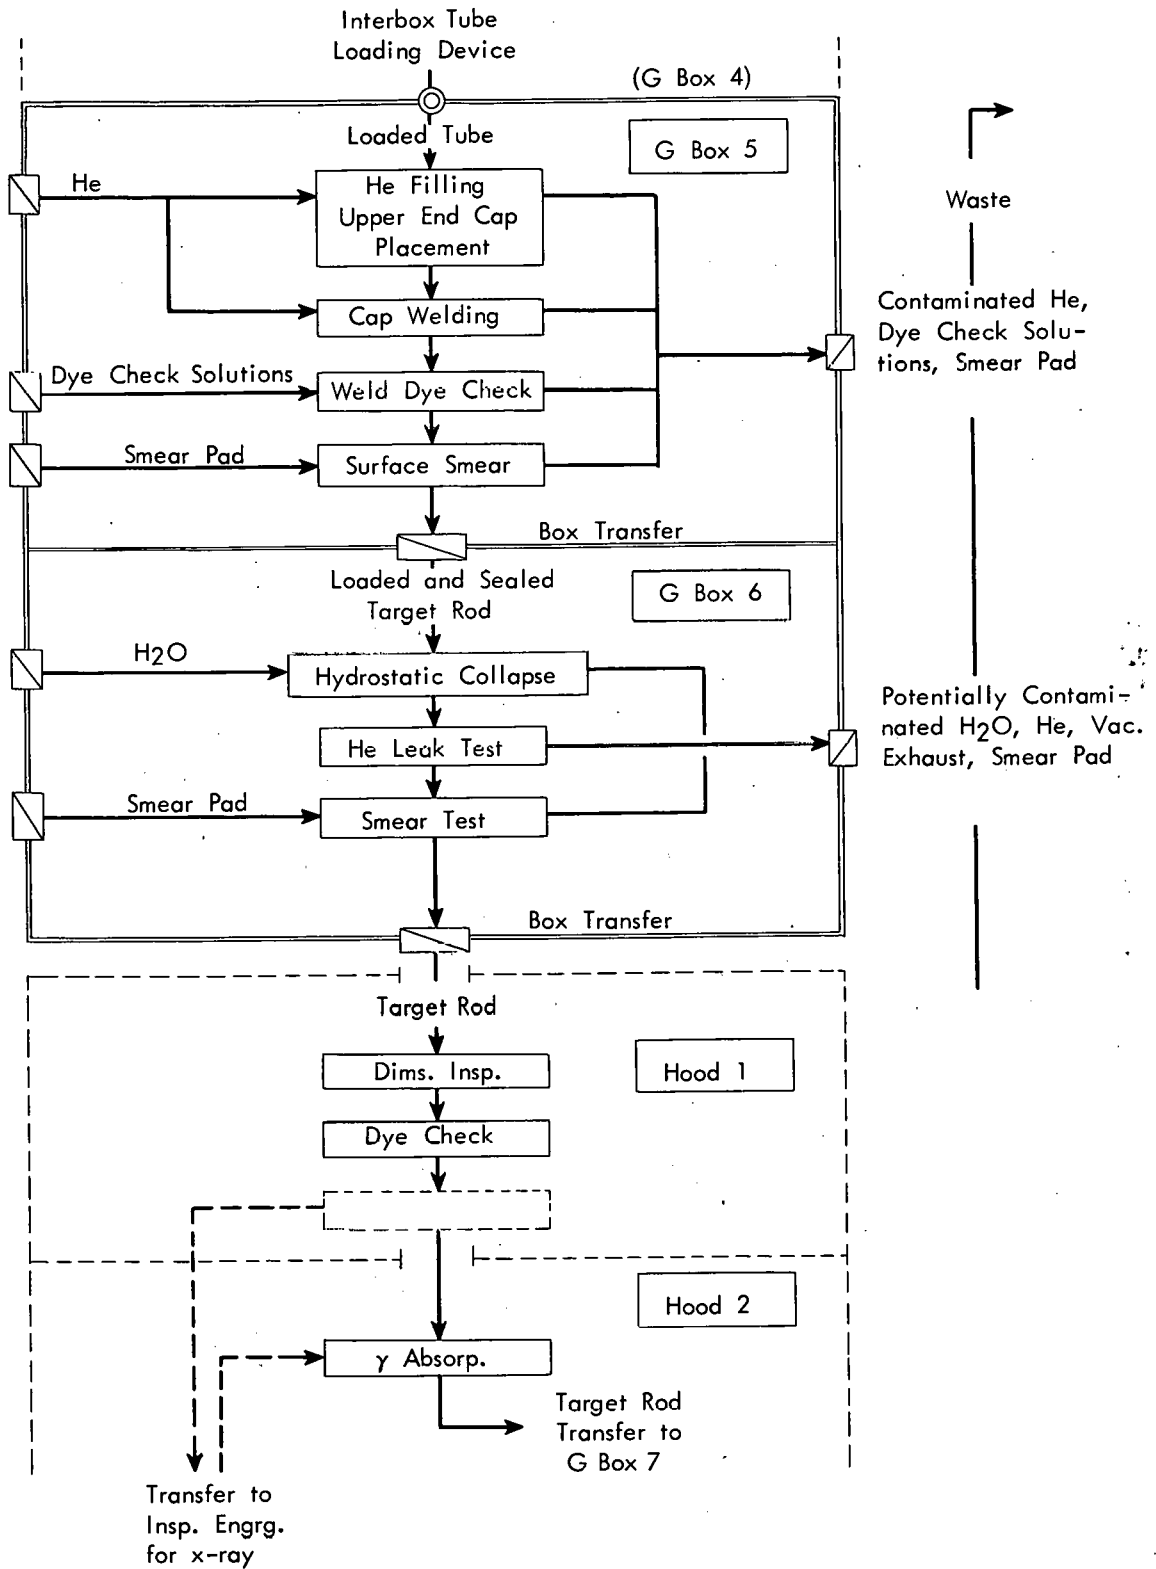 Interbox Tube
Loading Device
(G Box 4)
Loaded Tube
G Box 5
He
He Filling
Upper End Cap
Placement
Waste
Cap Welding
Contaminated He,
Dye Check Solu-
tions, Smear Pad
Dye Check Solutions
Weld Dye Check
Smear Pad
Surface Smear
Box Transfer
Loaded and Sealed
Target Rod
G Box 6
H2O
Hydrostatic Collapse
Potentially Contami-
nated H2O, He, Vac.
Exhaust, Smear Pad
He Leak Test
Smear Pad
Smear Test
Box Transfer
Target Rod
Dims. Insp.
Hood 1
Dye Check
Hood 2
γ Absorp.
Target Rod
Transfer to
G Box 7
Transfer to
Insp. Engrg.
for x-ray